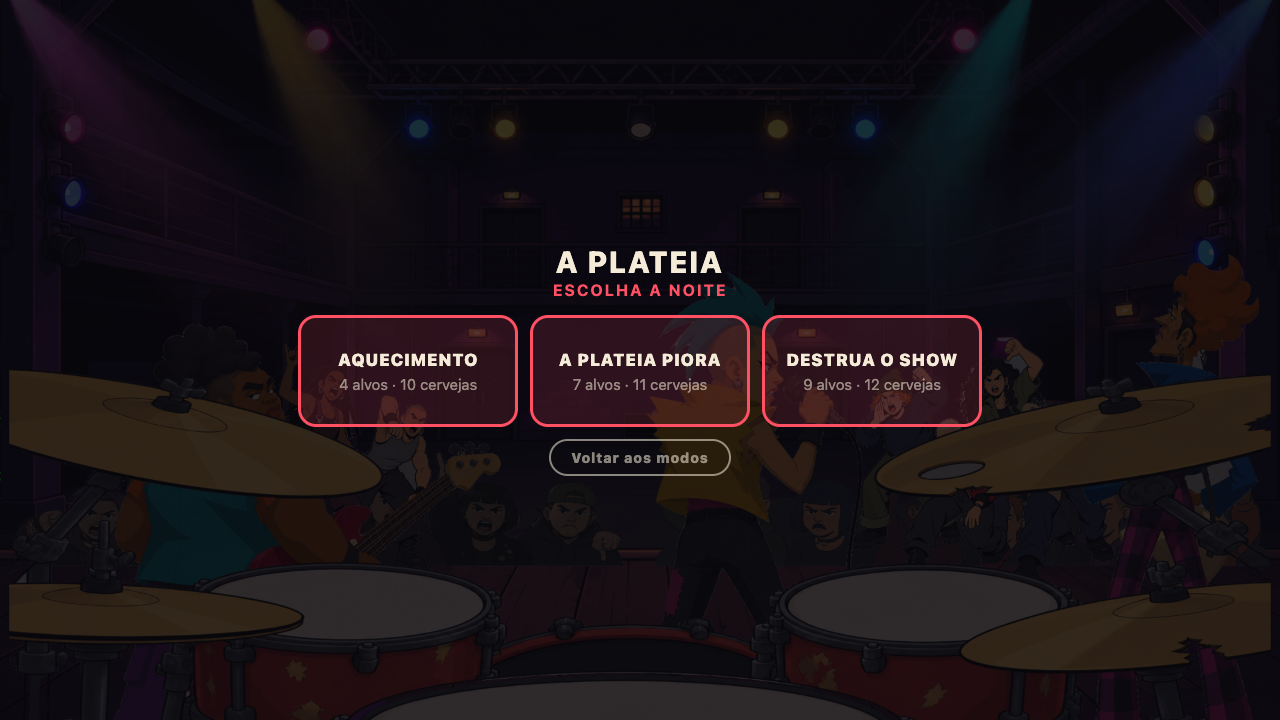 A PLATEIA
ESCOLHA A NOITE
AQUECIMENTO
4 alvos · 10 cervejas
A PLATEIA PIORA
7 alvos · 11 cervejas
DESTRUA O SHOW
9 alvos · 12 cervejas
Voltar aos modos